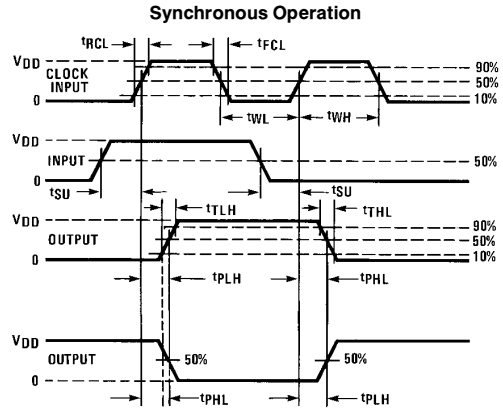 Synchronous Operation
tRCL
tFCL
VDD
CLOCK
INPUT
0
90%
50%
10%
tWL
tWH
VDD
INPUT
0
50%
tSU
tSU
tTLH
tTHL
VDD
OUTPUT
0
90%
50%
10%
tPLH
tPHL
VDD
OUTPUT
0
50%
50%
tPHL
tPLH